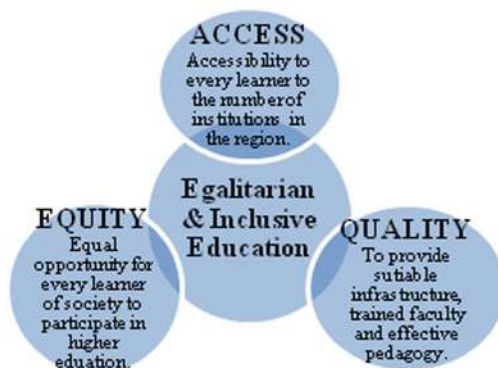 ACCESS
Accessibility to
every learner to
the number of
institutions in
the region.
Egalitarian
& Inclusive
Education
EQUITY
Equal
opportunity for
every learner
of society to
participate in
higher
eduation.
QUALITY
To provide
sutiable
infrastructure,
trained faculty
and effective
pedagogy.